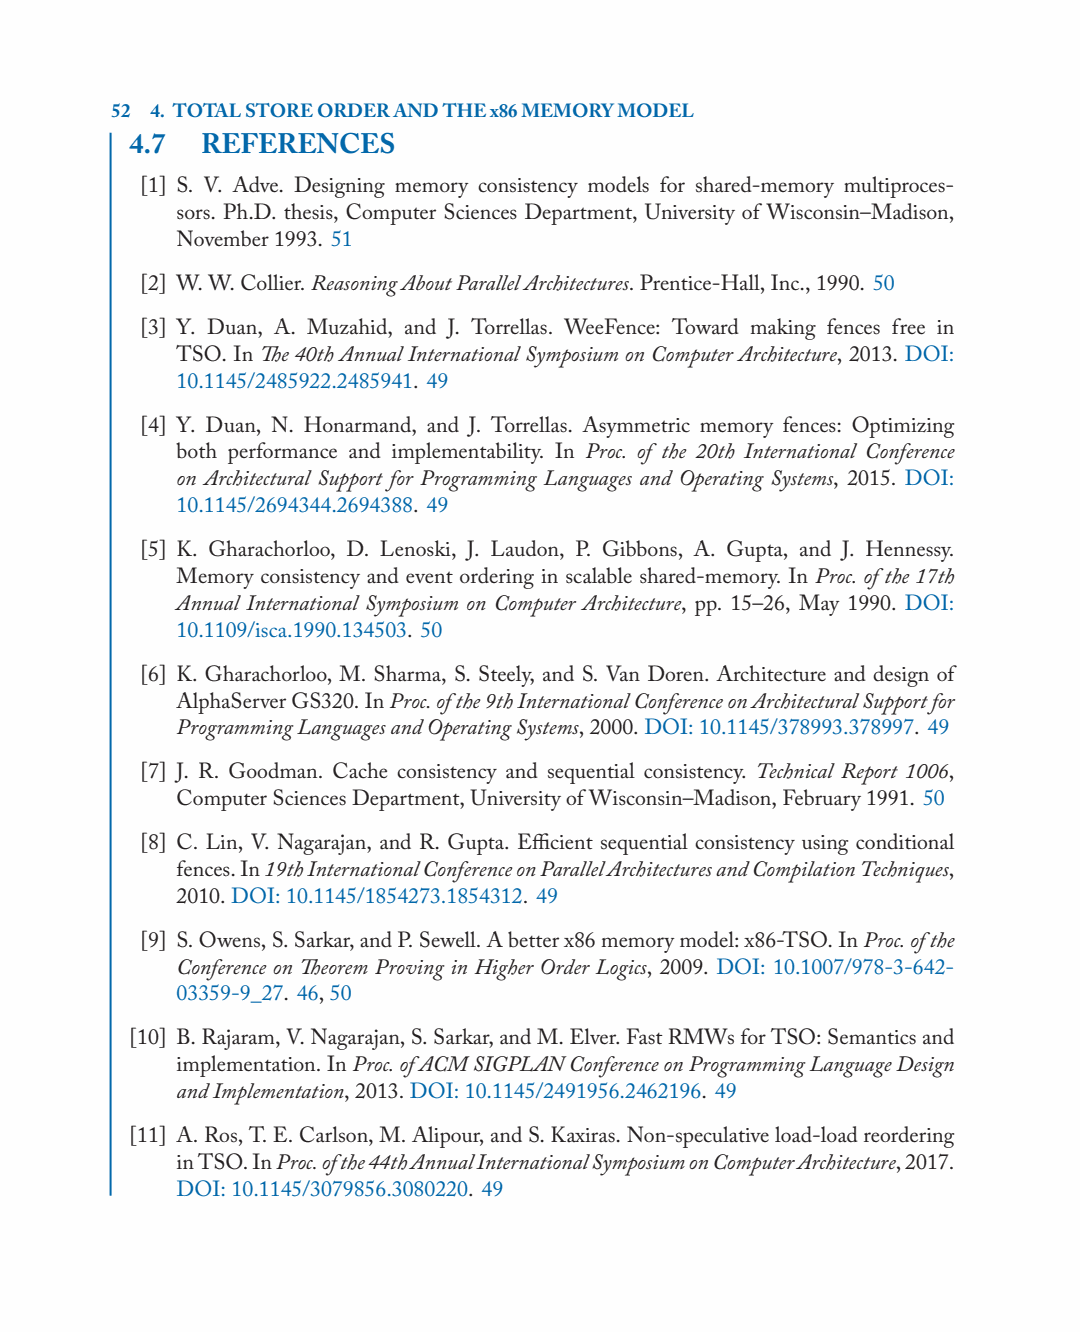 52 4. TOTAL STORE ORDER AND THE x86 MEMORY MODEL
4.7 REFERENCES
[1] S. V. Adve. Designing memory consistency models for shared-memory multiproces-
sors. Ph.D. thesis, Computer Sciences Department, University of Wisconsin–Madison,
November 1993. 51
[2] W. W. Collier. Reasoning About Parallel Architectures. Prentice-Hall, Inc., 1990. 50
[3] Y. Duan, A. Muzahid, and J. Torrellas. WeeFence: Toward making fences free in
TSO. In The 40th Annual International Symposium on Computer Architecture, 2013. DOI:
10.1145/2485922.2485941. 49
[4] Y. Duan, N. Honarmand, and J. Torrellas. Asymmetric memory fences: Optimizing
both performance and implementability. In Proc. of the 20th International Conference
on Architectural Support for Programming Languages and Operating Systems, 2015. DOI:
10.1145/2694344.2694388. 49
[5] K. Gharachorloo, D. Lenoski, J. Laudon, P. Gibbons, A. Gupta, and J. Hennessy.
Memory consistency and event ordering in scalable shared-memory. In Proc. of the 17th
Annual International Symposium on Computer Architecture, pp. 15–26, May 1990. DOI:
10.1109/isca.1990.134503. 50
[6] K. Gharachorloo, M. Sharma, S. Steely, and S. Van Doren. Architecture and design of
AlphaServer GS320. In Proc. of the 9th International Conference on Architectural Support for
Programming Languages and Operating Systems, 2000. DOI: 10.1145/378993.378997. 49
[7] J. R. Goodman. Cache consistency and sequential consistency. Technical Report 1006,
Computer Sciences Department, University of Wisconsin–Madison, February 1991. 50
[8] C. Lin, V. Nagarajan, and R. Gupta. Efficient sequential consistency using conditional
fences. In 19th International Conference on Parallel Architectures and Compilation Techniques,
2010. DOI: 10.1145/1854273.1854312. 49
[9] S. Owens, S. Sarkar, and P. Sewell. A better x86 memory model: x86-TSO. In Proc. of the
Conference on Theorem Proving in Higher Order Logics, 2009. DOI: 10.1007/978-3-642-
03359-9_27. 46, 50
[10] B. Rajaram, V. Nagarajan, S. Sarkar, and M. Elver. Fast RMWs for TSO: Semantics and
implementation. In Proc. of ACM SIGPLAN Conference on Programming Language Design
and Implementation, 2013. DOI: 10.1145/2491956.2462196. 49
[11] A. Ros, T. E. Carlson, M. Alipour, and S. Kaxiras. Non-speculative load-load reordering
in TSO. In Proc. of the 44th Annual International Symposium on Computer Architecture, 2017.
DOI: 10.1145/3079856.3080220. 49